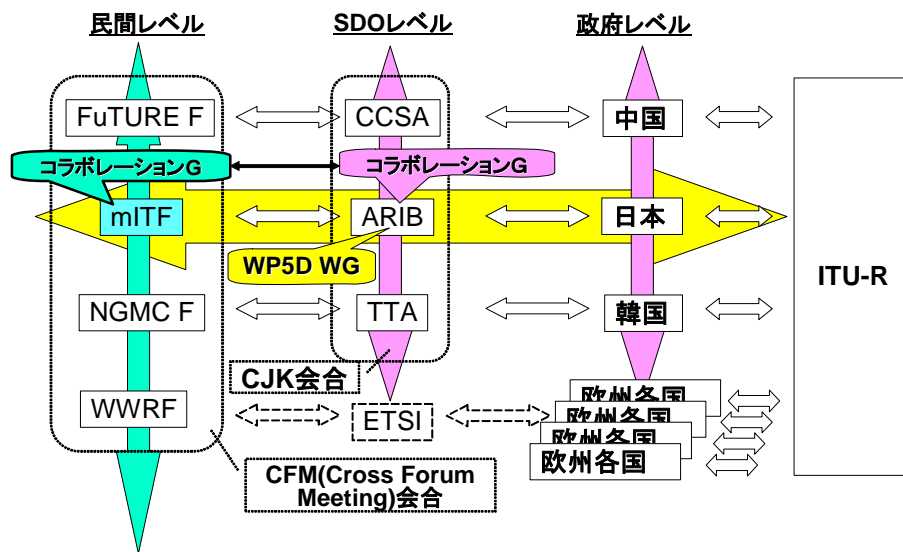 民間レベル
SDOレベル
政府レベル
FuTURE F
CCSA
中国
コラボレーションG
コラボレーションG
mITF
ARIB
日本
WP5D WG
ITU-R
NGMC F
TTA
韓国
CJK会合
WWRF
ETSI
欧州各国
欧州各国
欧州各国
欧州各国
CFM(Cross Forum
Meeting)会合